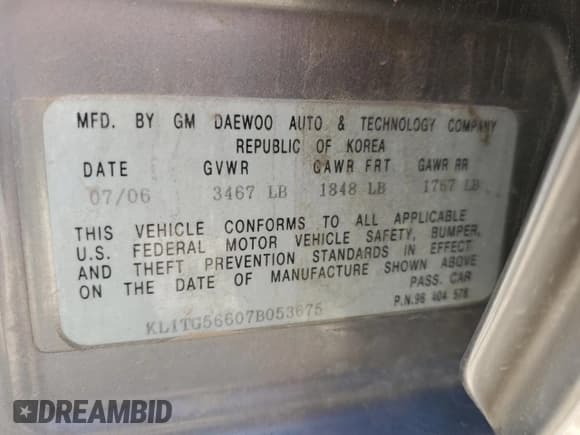 MFD. BY GM DAEWOO AUTO & TECHNOLOGY COMPANY
REPUBLIC OF KOREA
DATE GVWR GAWR FRT GAWR RR
07/06 3467 LB 1848 LB 1767 LB
THIS VEHICLE CONFORMS TO ALL APPLICABLE
U.S. FEDERAL MOTOR VEHICLE SAFETY, BUMPER,
AND THEFT PREVENTION STANDARDS IN EFFECT
ON THE DATE OF MANUFACTURE SHOWN ABOVE
PASS. CAR
KL1TG56607B053675
P.N.96 404 578
DREAMBID